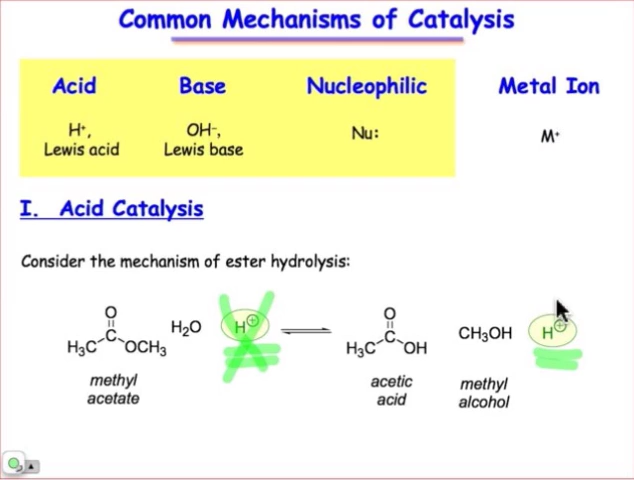 Common Mechanisms of Catalysis
Acid Base Nucleophilic Metal Ion
H⁺, OH⁻, Nu: M⁺
Lewis acid Lewis base
I. Acid Catalysis
Consider the mechanism of ester hydrolysis:
O O
H₃C C OCH₃ H₂O H⊕ H₃C C OH CH₃OH H⊕
methyl acetic methyl
acetate acid alcohol